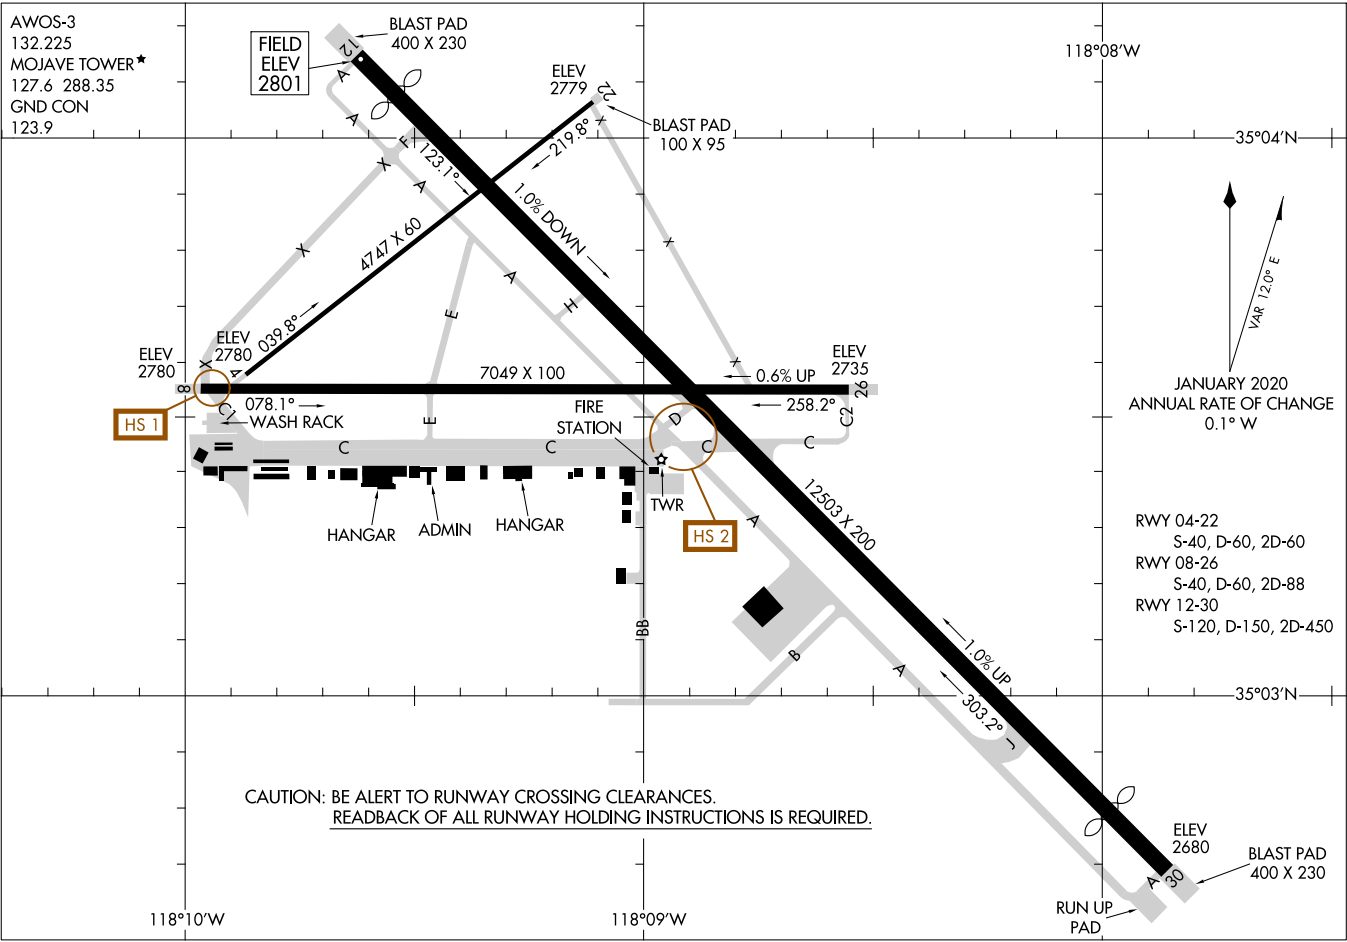 AWOS-3
132.225
MOJAVE TOWER★
127.6 288.35
GND CON
123.9
FIELD
ELEV
2801
BLAST PAD
400 X 230
12
A
A
F
A
X
X
X
ELEV
2779
22
BLAST PAD
100 X 95
X
X
X
118°08'W
35°04'N
123.1°
219.8°
1.0% DOWN
4747 X 60
A
H
E
VAR 12.0° E
JANUARY 2020
ANNUAL RATE OF CHANGE
0.1° W
039.8°
ELEV
2780
ELEV
2780
4
8
7049 X 100
0.6% UP
ELEV
2735
26
HS 1
078.1°
258.2°
C1
WASH RACK
E
FIRE
STATION
D
C2
C
C
C
C
TWR
HS 2
A
HANGAR
ADMIN
HANGAR
12503 X 200
RWY 04-22
S-40, D-60, 2D-60
RWY 08-26
S-40, D-60, 2D-88
RWY 12-30
S-120, D-150, 2D-450
BB
B
A
1.0% UP
303.2°
J
35°03'N
CAUTION: BE ALERT TO RUNWAY CROSSING CLEARANCES.
READBACK OF ALL RUNWAY HOLDING INSTRUCTIONS IS REQUIRED.
ELEV
2680
A
30
BLAST PAD
400 X 230
RUN UP
PAD
118°10'W
118°09'W